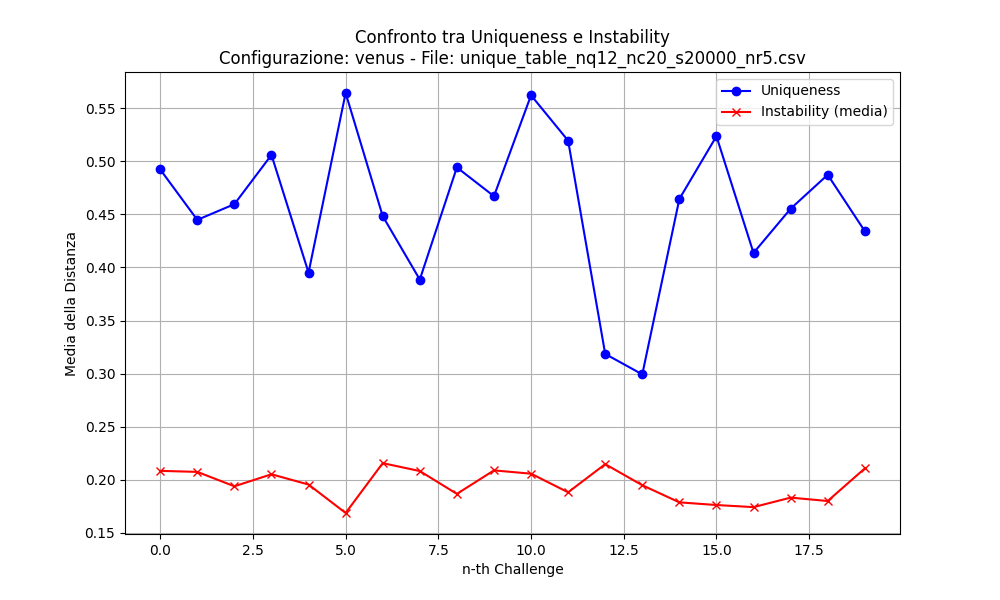 Confronto tra Uniqueness e Instability
Configurazione: venus - File: unique_table_nq12_nc20_s20000_nr5.csv
Uniqueness
Instability (media)
Media della Distanza
0.55
0.50
0.45
0.40
0.35
0.30
0.25
0.20
0.15
0.0 2.5 5.0 7.5 10.0 12.5 15.0 17.5
n-th Challenge